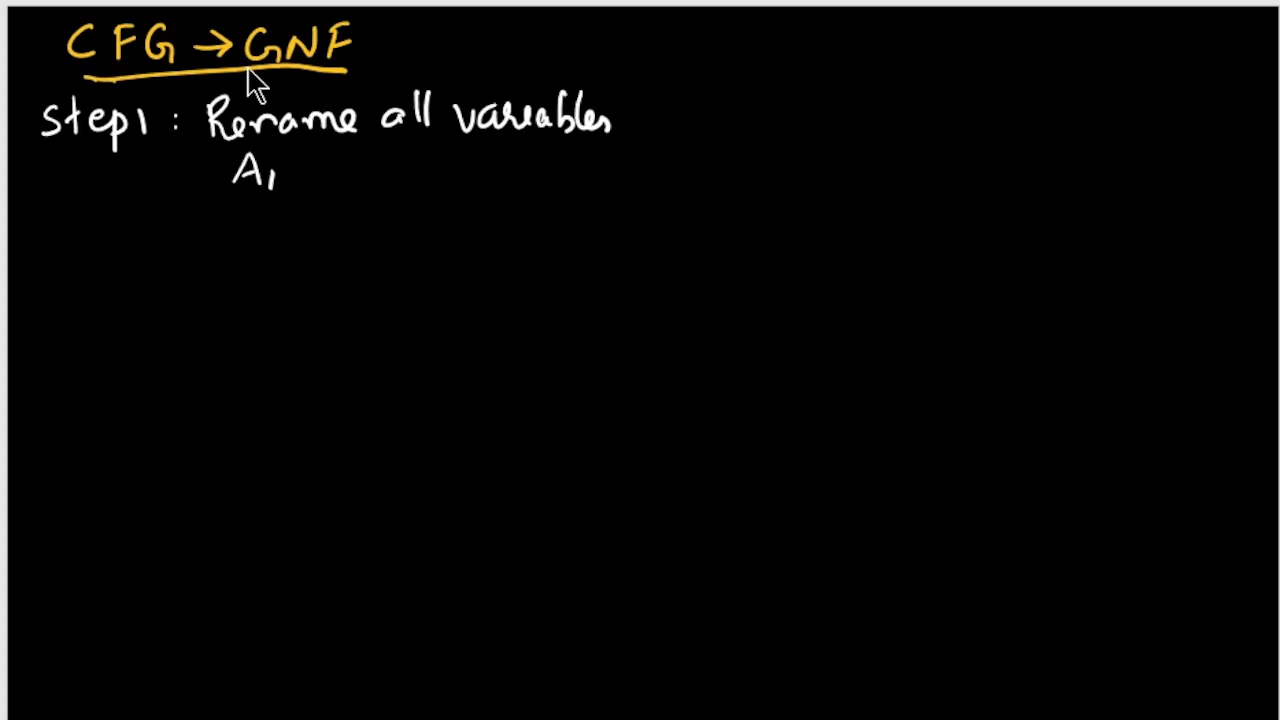 CFG → GNF
Step1 : Rename all variables
A1